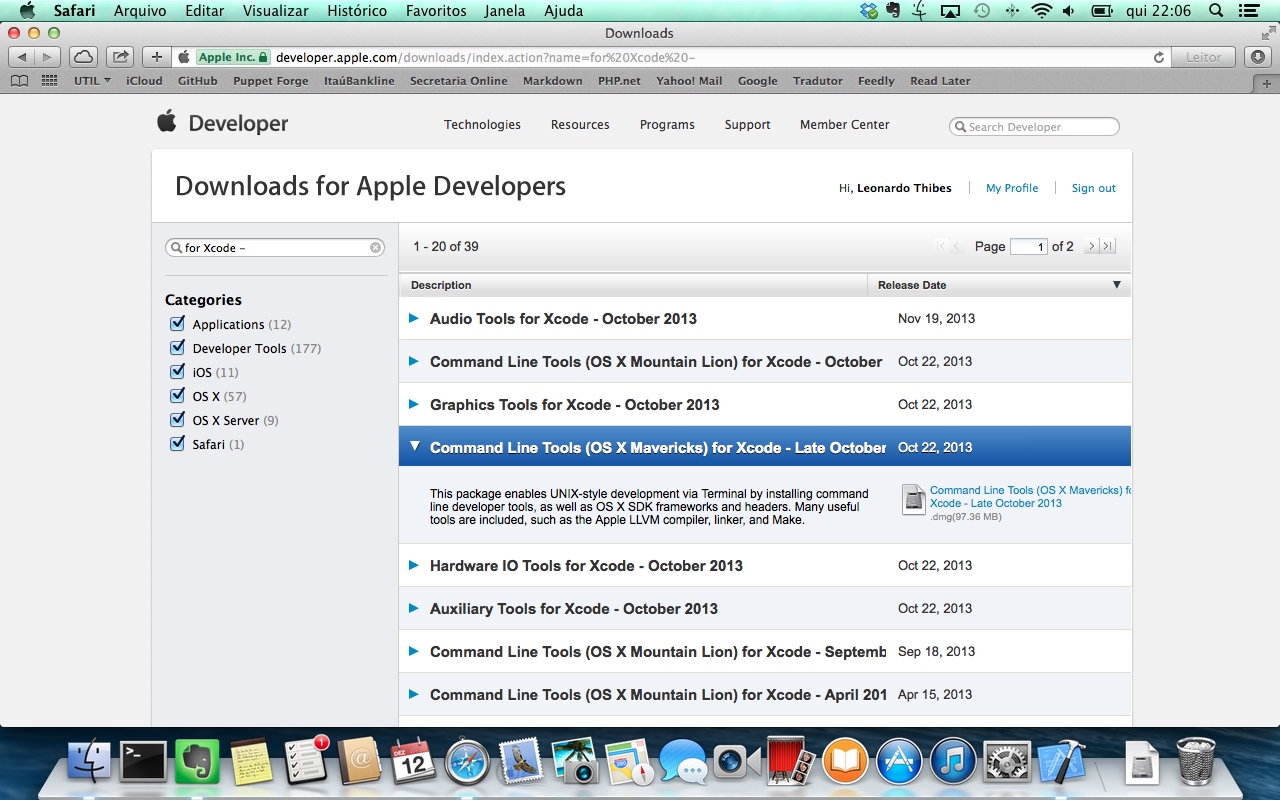 Safari Arquivo Editar Visualizar Histórico Favoritos Janela Ajuda qui 22:06
Downloads
Apple Inc. developer.apple.com/downloads/index.action?name=for%20Xcode%20- Leitor
UTIL iCloud GitHub Puppet Forge ItaúBankline Secretaria Online Markdown PHP.net Yahoo! Mail Google Tradutor Feedly Read Later
Developer Technologies Resources Programs Support Member Center Search Developer
Downloads for Apple Developers Hi, Leonardo Thibes My Profile Sign out
for Xcode – 1 - 20 of 39 Page 1 of 2
Description Release Date
Categories
Applications (12)
Developer Tools (177)
iOS (11)
OS X (57)
OS X Server (9)
Safari (1)
Audio Tools for Xcode - October 2013 Nov 19, 2013
Command Line Tools (OS X Mountain Lion) for Xcode - October Oct 22, 2013
Graphics Tools for Xcode - October 2013 Oct 22, 2013
Command Line Tools (OS X Mavericks) for Xcode - Late October Oct 22, 2013
This package enables UNIX-style development via Terminal by installing command
line developer tools, as well as OS X SDK frameworks and headers. Many useful
tools are included, such as the Apple LLVM compiler, linker, and Make.
Command Line Tools (OS X Mavericks) fo
Xcode - Late October 2013
.dmg(97.36 MB)
Hardware IO Tools for Xcode - October 2013 Oct 22, 2013
Auxiliary Tools for Xcode - October 2013 Oct 22, 2013
Command Line Tools (OS X Mountain Lion) for Xcode - Septemb Sep 18, 2013
Command Line Tools (OS X Mountain Lion) for Xcode - April 201 Apr 15, 2013
1
DEZ
12